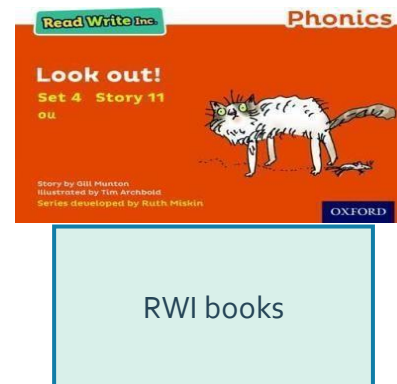 Read Write Inc.
Phonics
Look out!
Set 4 Story 11
ou
Story by Gill Munton
Illustrated by Tim Archbold
Series developed by Ruth Miskin
OXFORD
RWI books